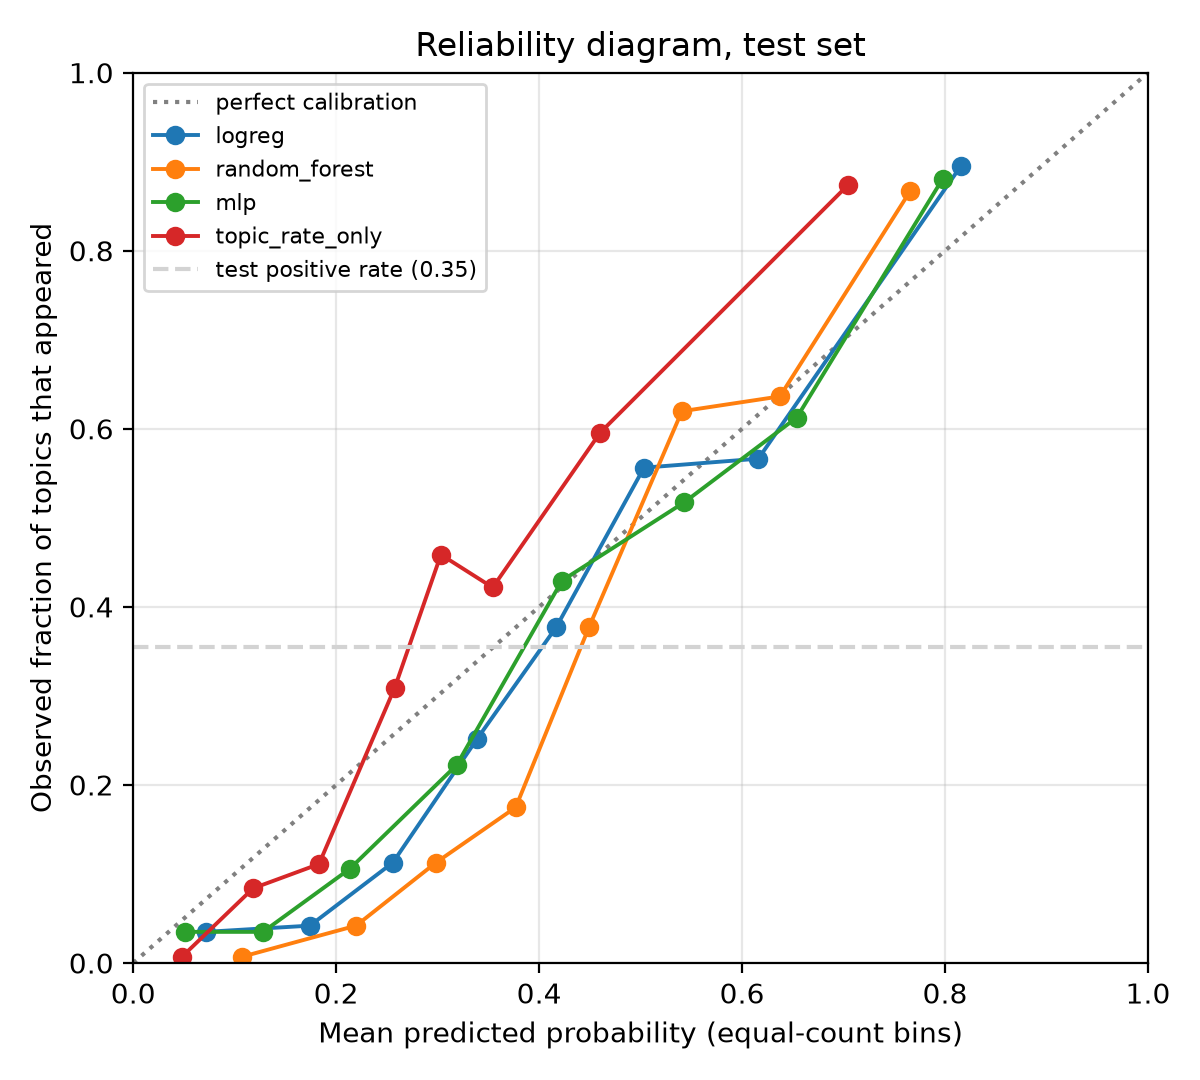 Reliability diagram, test set
1.0
0.8
0.6
0.4
0.2
0.0
Observed fraction of topics that appeared
perfect calibration
logreg
random_forest
mlp
topic_rate_only
test positive rate (0.35)
0.0 0.2 0.4 0.6 0.8 1.0
Mean predicted probability (equal-count bins)